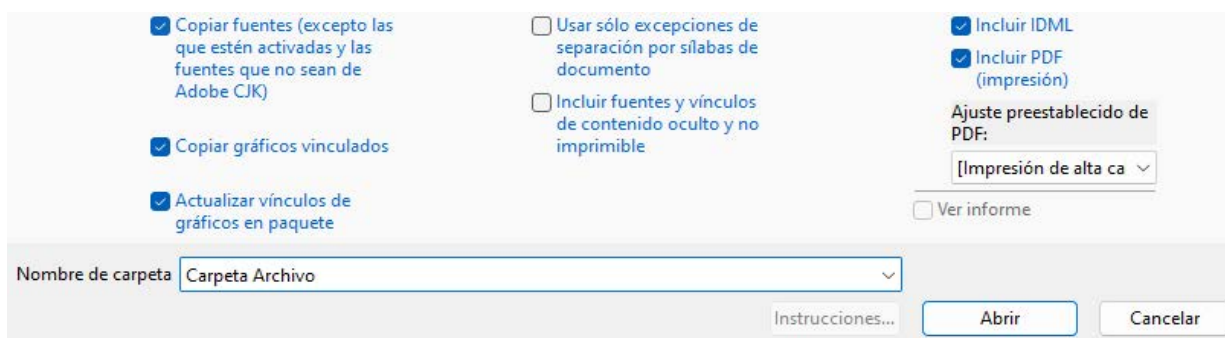 Copiar fuentes (excepto las
que estén activadas y las
fuentes que no sean de
Adobe CJK)
Copiar gráficos vinculados
Actualizar vínculos de
gráficos en paquete
Usar sólo excepciones de
separación por sílabas de
documento
Incluir fuentes y vínculos
de contenido oculto y no
imprimible
Incluir IDML
Incluir PDF
(impresión)
Ajuste preestablecido de
PDF:
[Impresión de alta ca
Ver informe
Nombre de carpeta Carpeta Archivo
Instrucciones... Abrir Cancelar